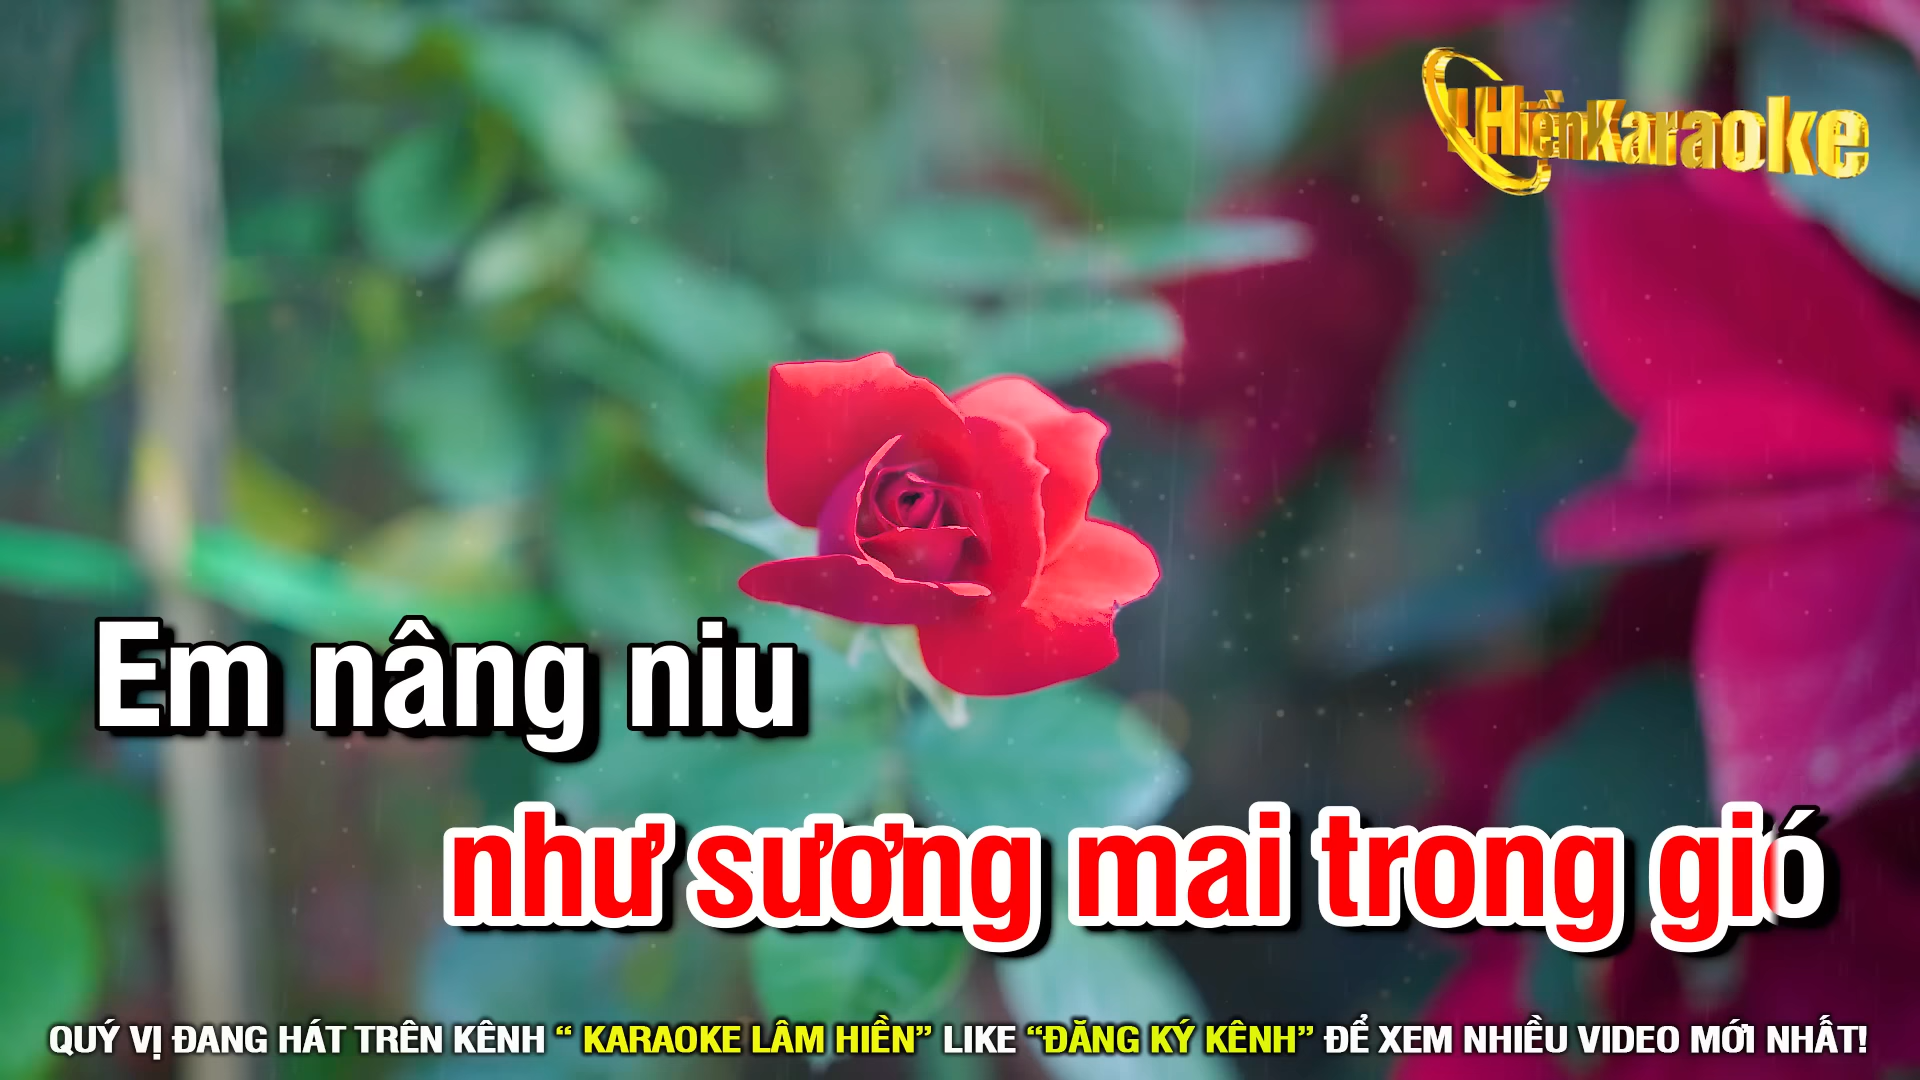 HiềnKaraoke
Em nâng niu
như sương mai trong gió
QUÝ VỊ ĐANG HÁT TRÊN KÊNH “ KARAOKE LÂM HIỀN” LIKE “ĐĂNG KÝ KÊNH” ĐỂ XEM NHIỀU VIDEO MỚI NHẤT!